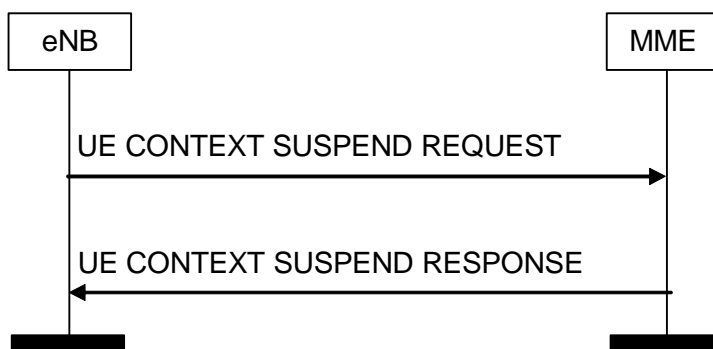 eNB
MME
UE CONTEXT SUSPEND REQUEST
UE CONTEXT SUSPEND RESPONSE